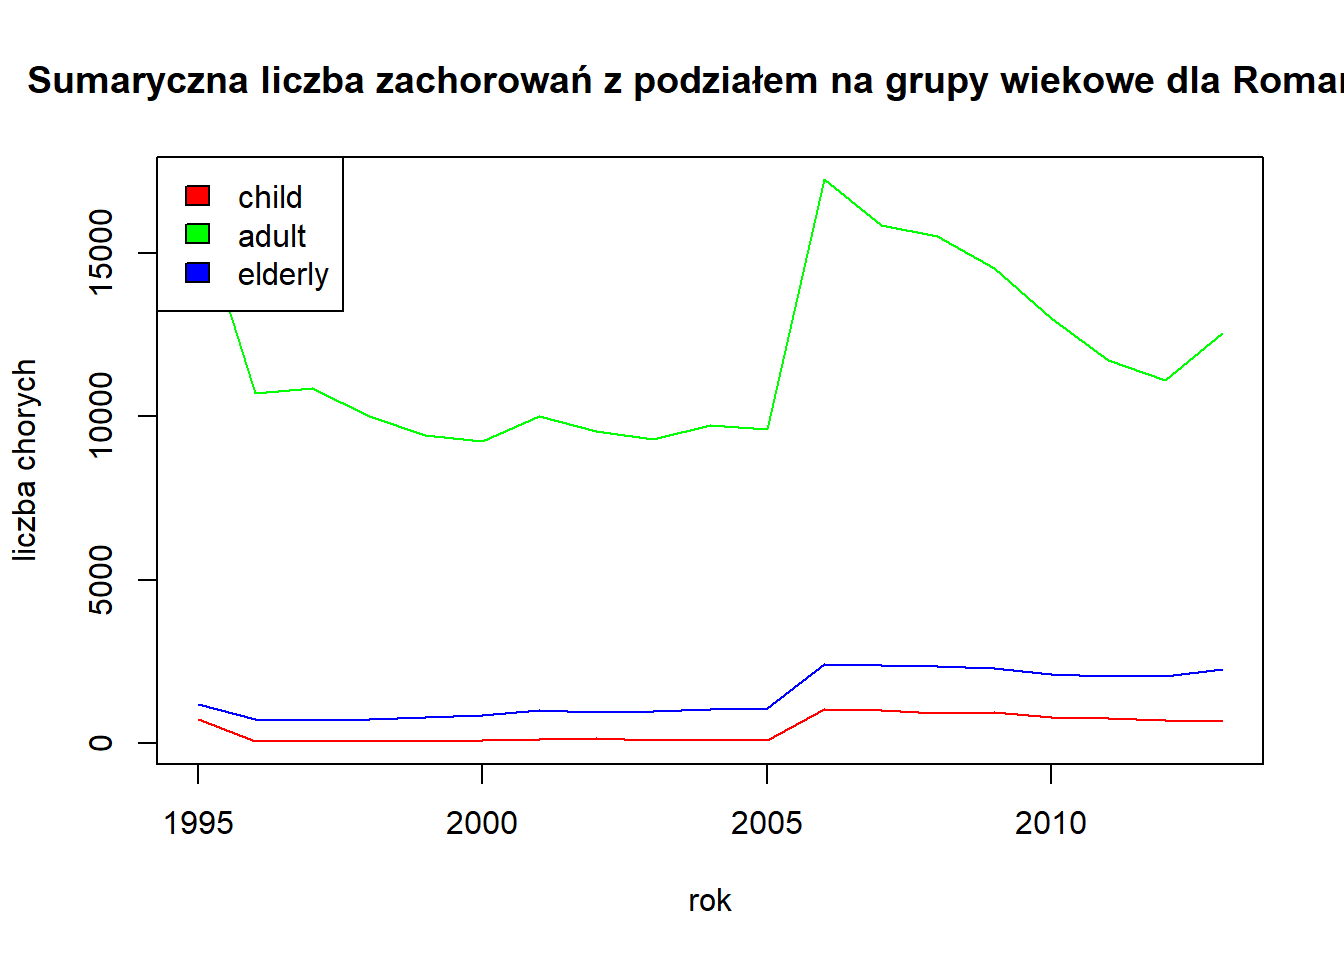 Sumaryczna liczba zachorowań z podziałem na grupy wiekowe dla Romar
child
adult
elderly
15000
10000
5000
0
liczba chorych
1995 2000 2005 2010
rok